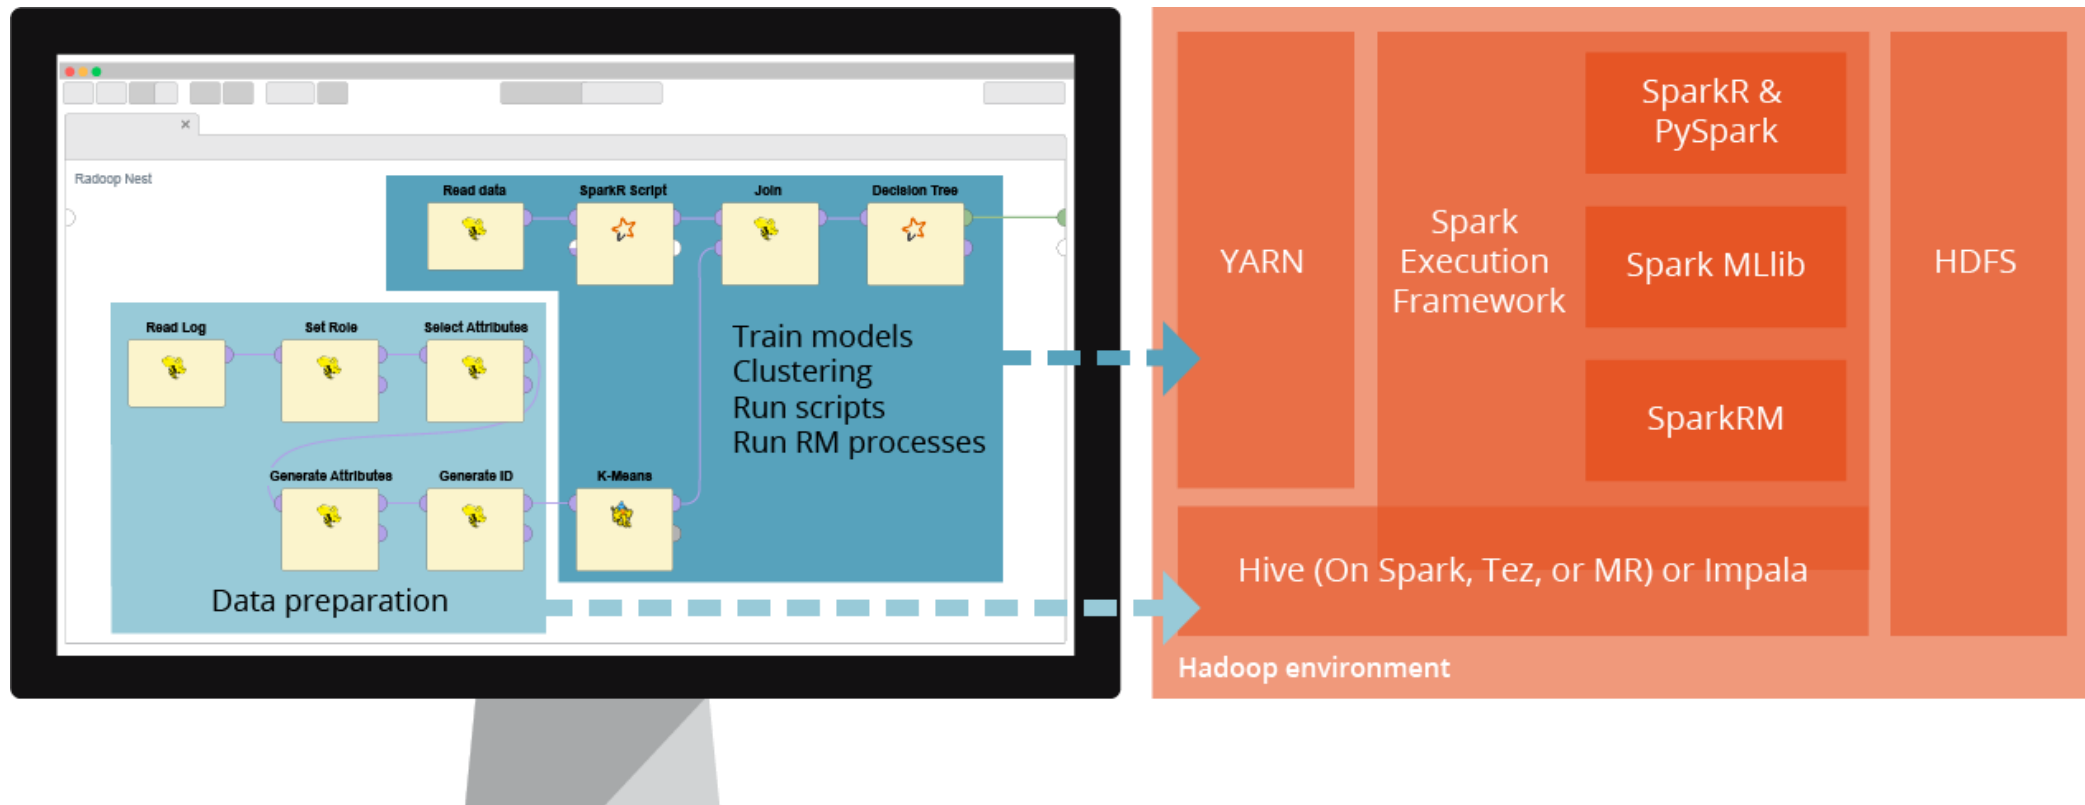 Radoop Nest
Read data
SparkR Script
Join
Decision Tree
Read Log
Set Role
Select Attributes
Train models
Clustering
Run scripts
Run RM processes
Generate Attributes
Generate ID
K-Means
Data preparation
YARN
Spark
Execution
Framework
SparkR &
PySpark
Spark MLlib
SparkRM
HDFS
Hive (On Spark, Tez, or MR) or Impala
Hadoop environment